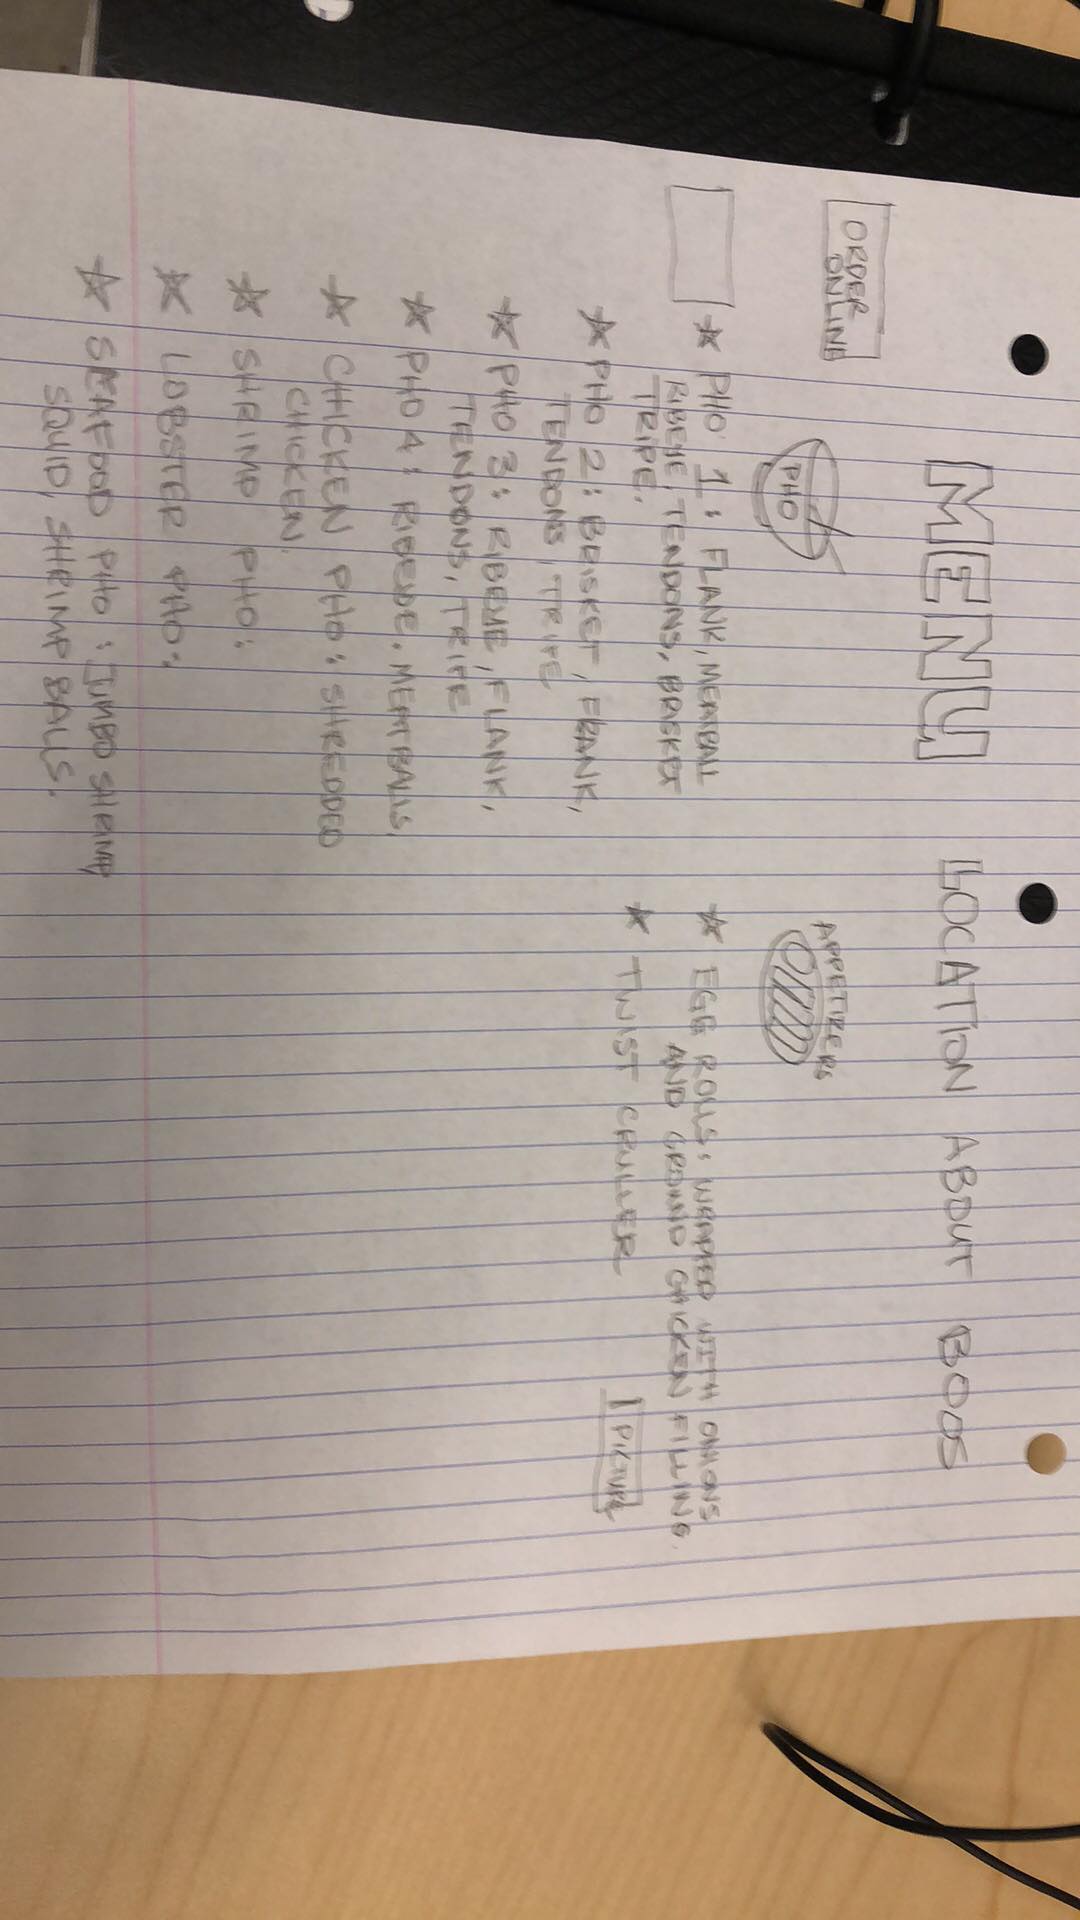 MENU LOCATION ABOUT BOOS
ORDER
ONLINE
PHO
★ PHO 1: FLANK, MEATBALL
RIBEYE, TENDONS, BRISKET
TRIPE.
★ PHO 2: BRISKET, FLANK,
TENDONS, TRIPE
★ PHO 3: RIBEYE, FLANK,
TENDONS, TRIPE
★ PHO 4: RIBEYE, MEATBALLS,
★ CHICKEN PHO: SHREDDED
CHICKEN.
★ SHRIMP PHO:
★ LOBSTER PHO:
★ SEAFOOD PHO: JUMBO SHRIMP
SQUID, SHRIMP BALLS.
APPETIZERS
★ EGG ROLLS: WRAPPED WITH ONIONS
AND GROUND CHICKEN FILLING.
★ TWIST CRULLER
1 PICTURE